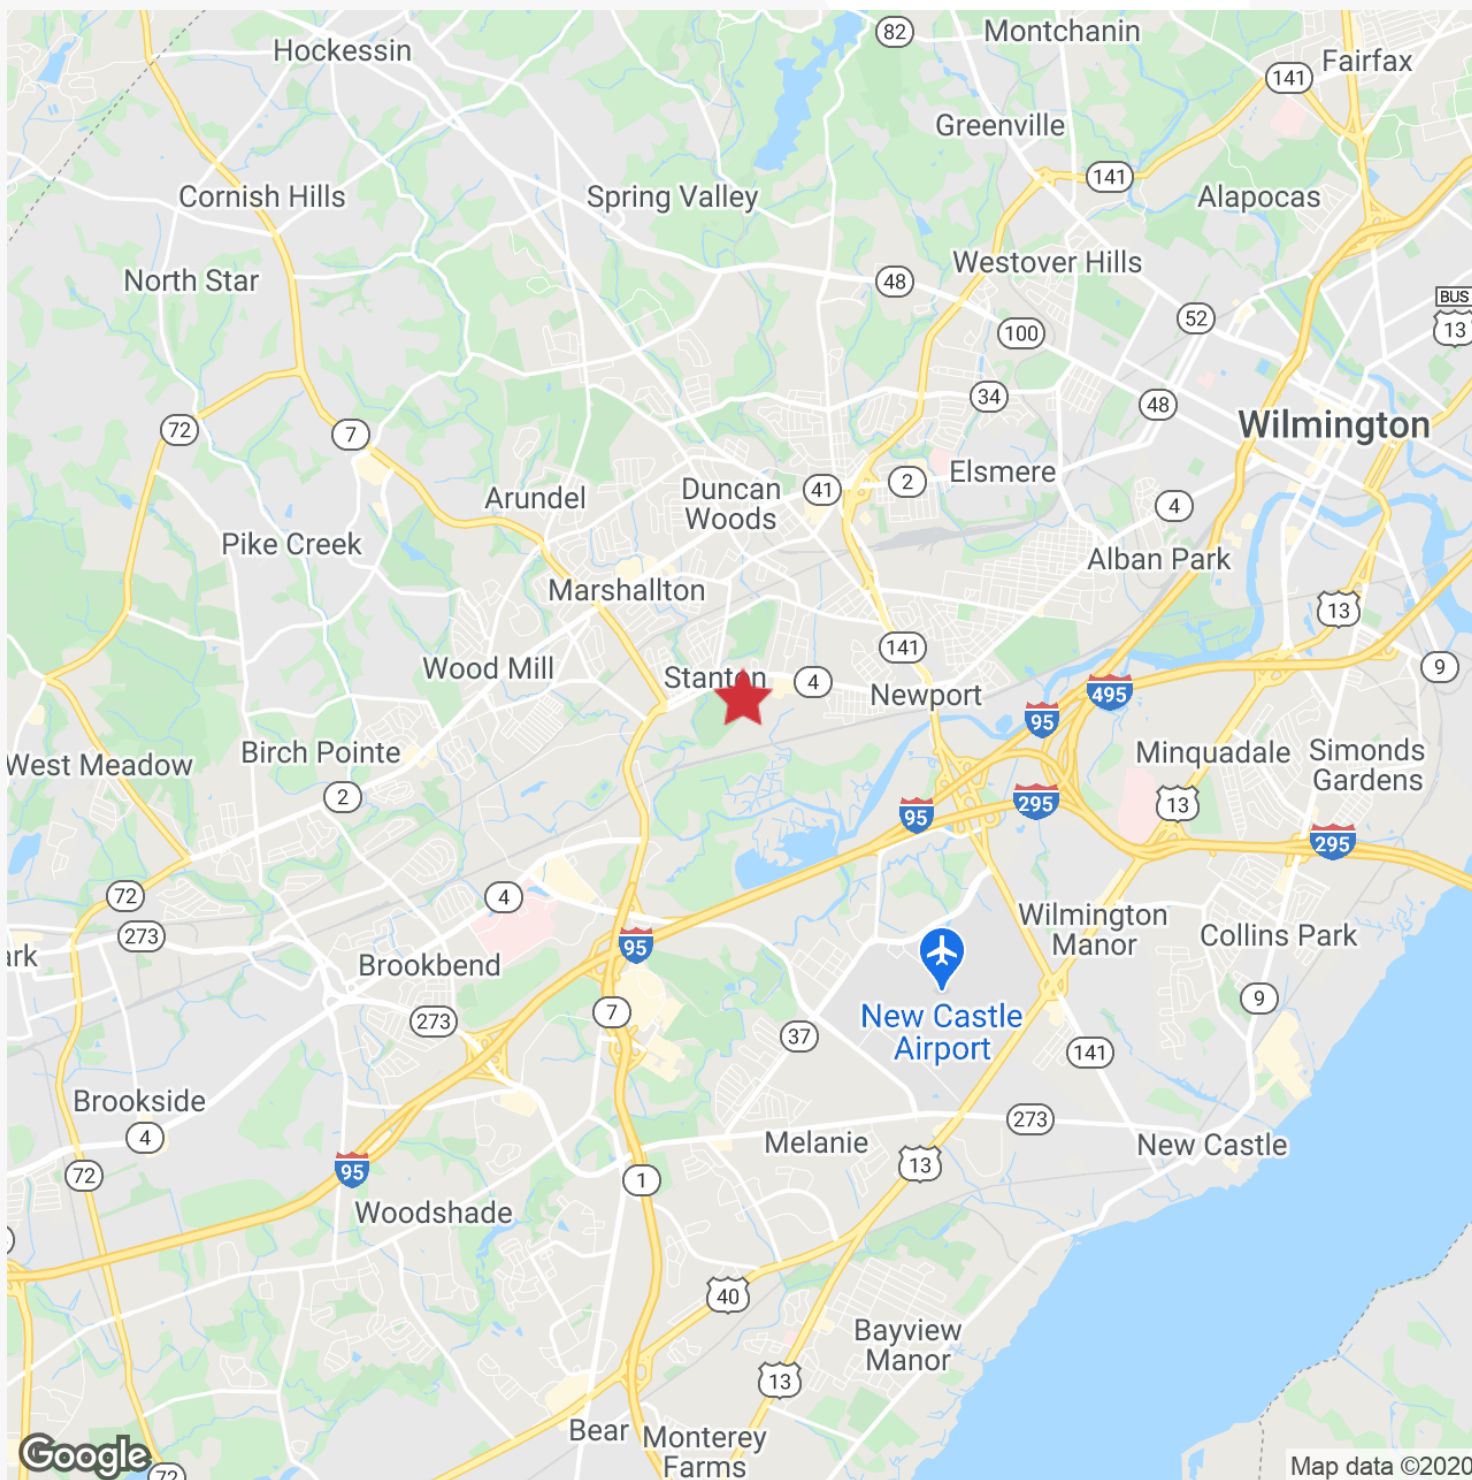 82
Montchanin
Hockessin
Fairfax
141
Greenville
141
Cornish Hills
Spring Valley
Alapocas
Westover Hills
North Star
48
BUS
52
13
100
34
48
72
7
Wilmington
Elsmere
2
41
Duncan
Woods
Arundel
4
Pike Creek
Alban Park
Marshallton
13
141
Wood Mill
Stanton
4
9
Newport
495
95
Birch Pointe
Minquadale
Simonds
Gardens
West Meadow
2
295
13
95
295
72
4
Wilmington
Manor
273
Collins Park
95
ark
Brookbend
9
7
New Castle
Airport
273
37
141
Brookside
273
4
Melanie
New Castle
13
95
72
1
Woodshade
40
Bayview
Manor
13
Bear
Monterey
Farms
Google
72
Map data ©2020